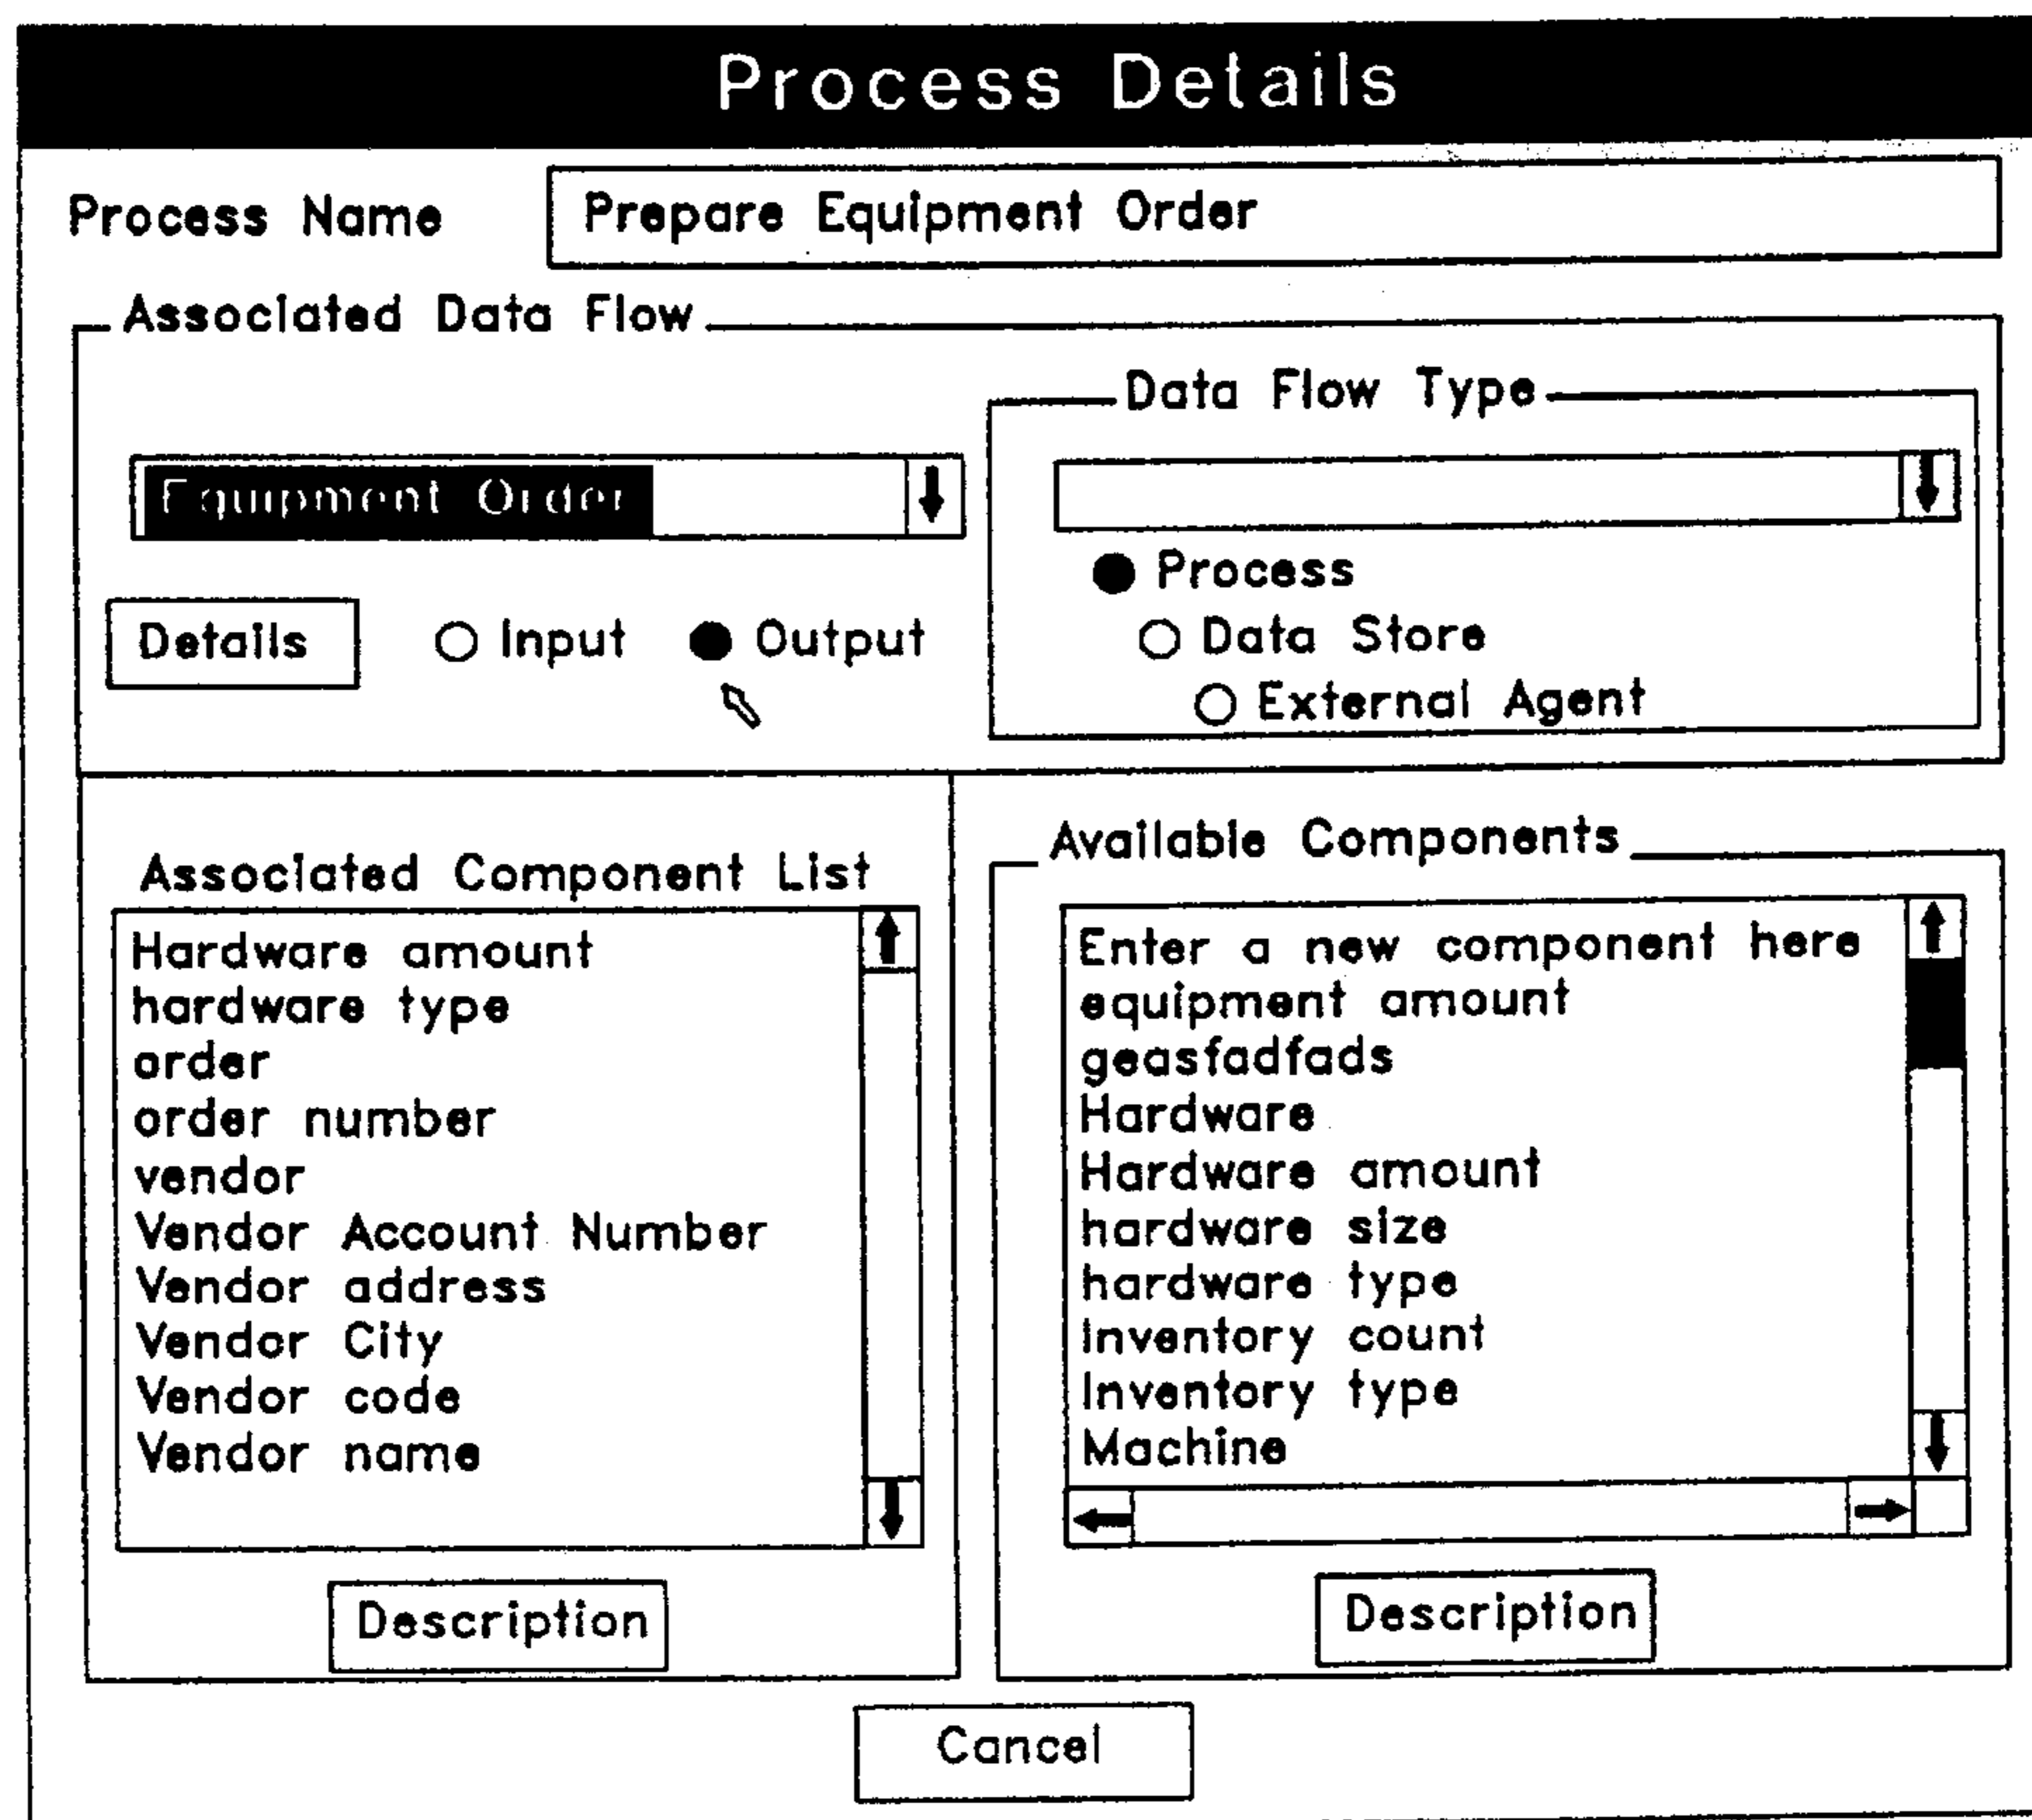 Process Details
Process Name
Prepare Equipment Order
Associated Data Flow
Equipment Order
Details
Input
Output
Data Flow Type
Process
Data Store
External Agent
Associated Component List
Hardware amount
hardware type
order
order number
vendor
Vendor Account Number
Vendor address
Vendor City
Vendor code
Vendor name
Description
Available Components
Enter a new component here
equipment amount
geasfadfads
Hardware
Hardware amount
hardware size
hardware type
Inventory count
Inventory type
Machine
Description
Cancel